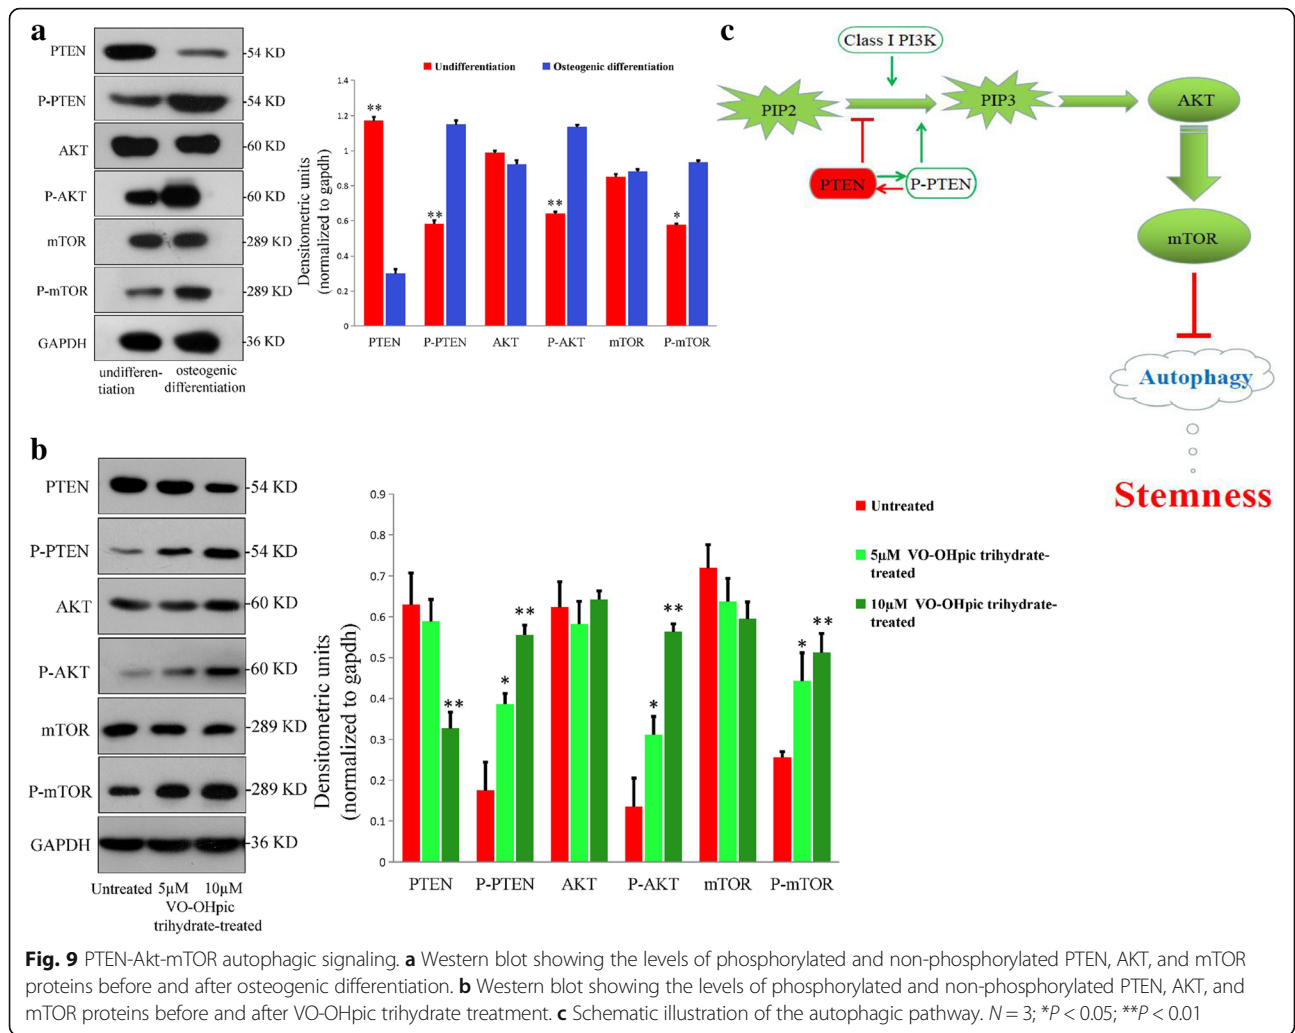 a
PTEN
54 KD
P-PTEN
54 KD
AKT
60 KD
P-AKT
60 KD
mTOR
289 KD
P-mTOR
289 KD
GAPDH
36 KD
undifferen-
tiation
osteogenic
differentiation
Undifferentiation
Osteogenic differentiation
Densitometric units
(normalized to gapdh)
1.4
1.2
1
0.8
0.6
0.4
0.2
0
**
**
**
*
PTEN
P-PTEN
AKT
P-AKT
mTOR
P-mTOR
c
Class I PI3K
PIP2
PIP3
AKT
PTEN
P-PTEN
mTOR
Autophagy
Stemness
b
PTEN
54 KD
P-PTEN
54 KD
AKT
60 KD
P-AKT
60 KD
mTOR
289 KD
P-mTOR
289 KD
GAPDH
36 KD
Untreated 5μM 10μM
VO-OHpic
trihydrate-treated
Densitometric units
(normalized to gapdh)
0.9
0.8
0.7
0.6
0.5
0.4
0.3
0.2
0.1
0
**
*
**
*
**
*
**
PTEN
P-PTEN
AKT
P-AKT
mTOR
P-mTOR
Untreated
5μM VO-OHpic trihydrate-
treated
10μM VO-OHpic trihydrate-
treated
Fig. 9 PTEN-Akt-mTOR autophagic signaling. a Western blot showing the levels of phosphorylated and non-phosphorylated PTEN, AKT, and mTOR
proteins before and after osteogenic differentiation. b Western blot showing the levels of phosphorylated and non-phosphorylated PTEN, AKT, and
mTOR proteins before and after VO-OHpic trihydrate treatment. c Schematic illustration of the autophagic pathway. N = 3; *P < 0.05; **P < 0.01